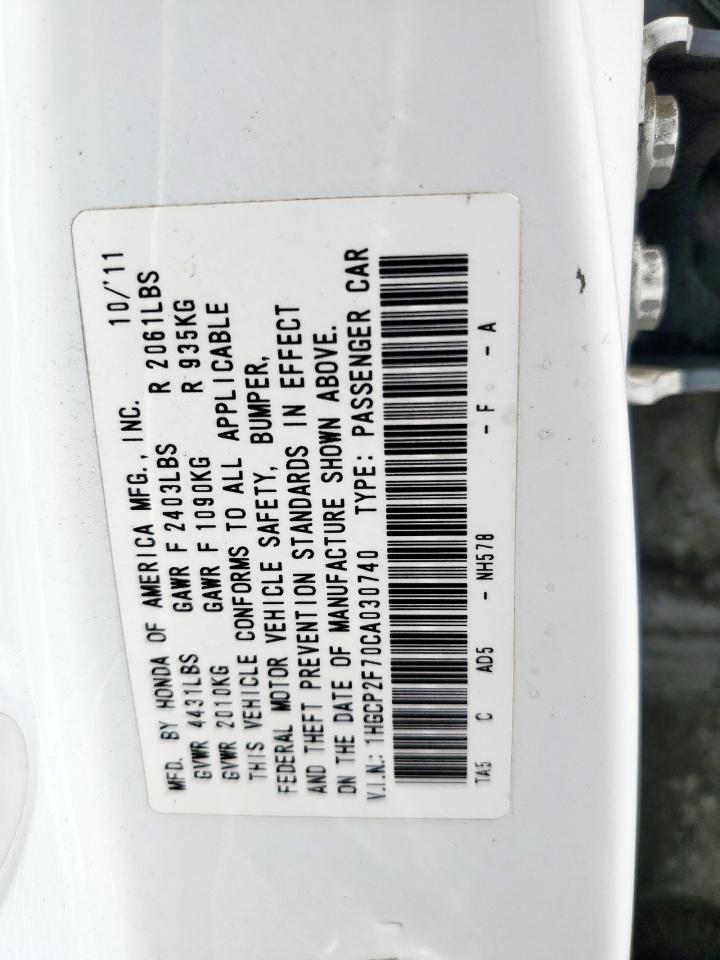 MFD. BY HONDA OF AMERICA MFG., INC. 10/'11
GVWR 4431LBS GAWR F 2403LBS R 2061LBS
GVWR 2010KG GAWR F 1090KG R 935KG
THIS VEHICLE CONFORMS TO ALL APPLICABLE
FEDERAL MOTOR VEHICLE SAFETY, BUMPER,
AND THEFT PREVENTION STANDARDS IN EFFECT
ON THE DATE OF MANUFACTURE SHOWN ABOVE.
V.I.N.: 1HGCP2F70CA030740 TYPE: PASSENGER CAR
TA5 C AD5 - NH578 - F - A